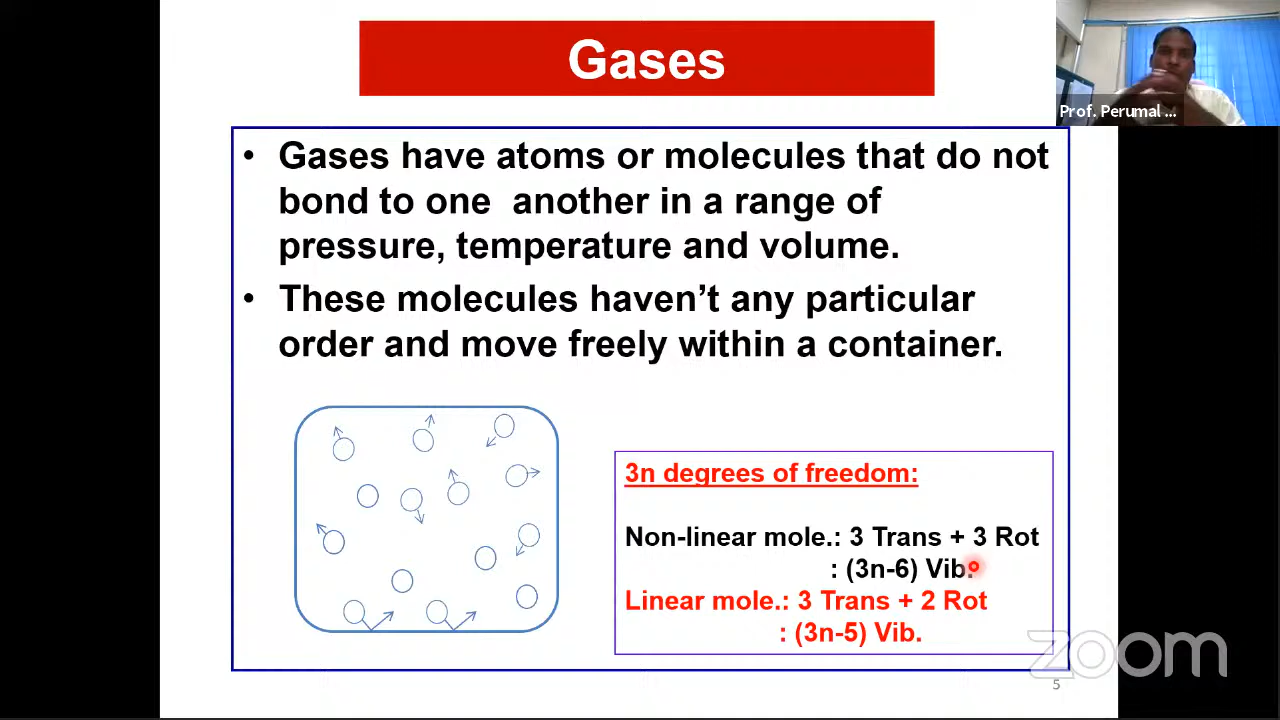 Gases
Prof. Perumal ...
• Gases have atoms or molecules that do not
bond to one another in a range of
pressure, temperature and volume.
• These molecules haven’t any particular
order and move freely within a container.
3n degrees of freedom:
Non-linear mole.: 3 Trans + 3 Rot
: (3n-6) Vib.
Linear mole.: 3 Trans + 2 Rot
: (3n-5) Vib.
zoom
5